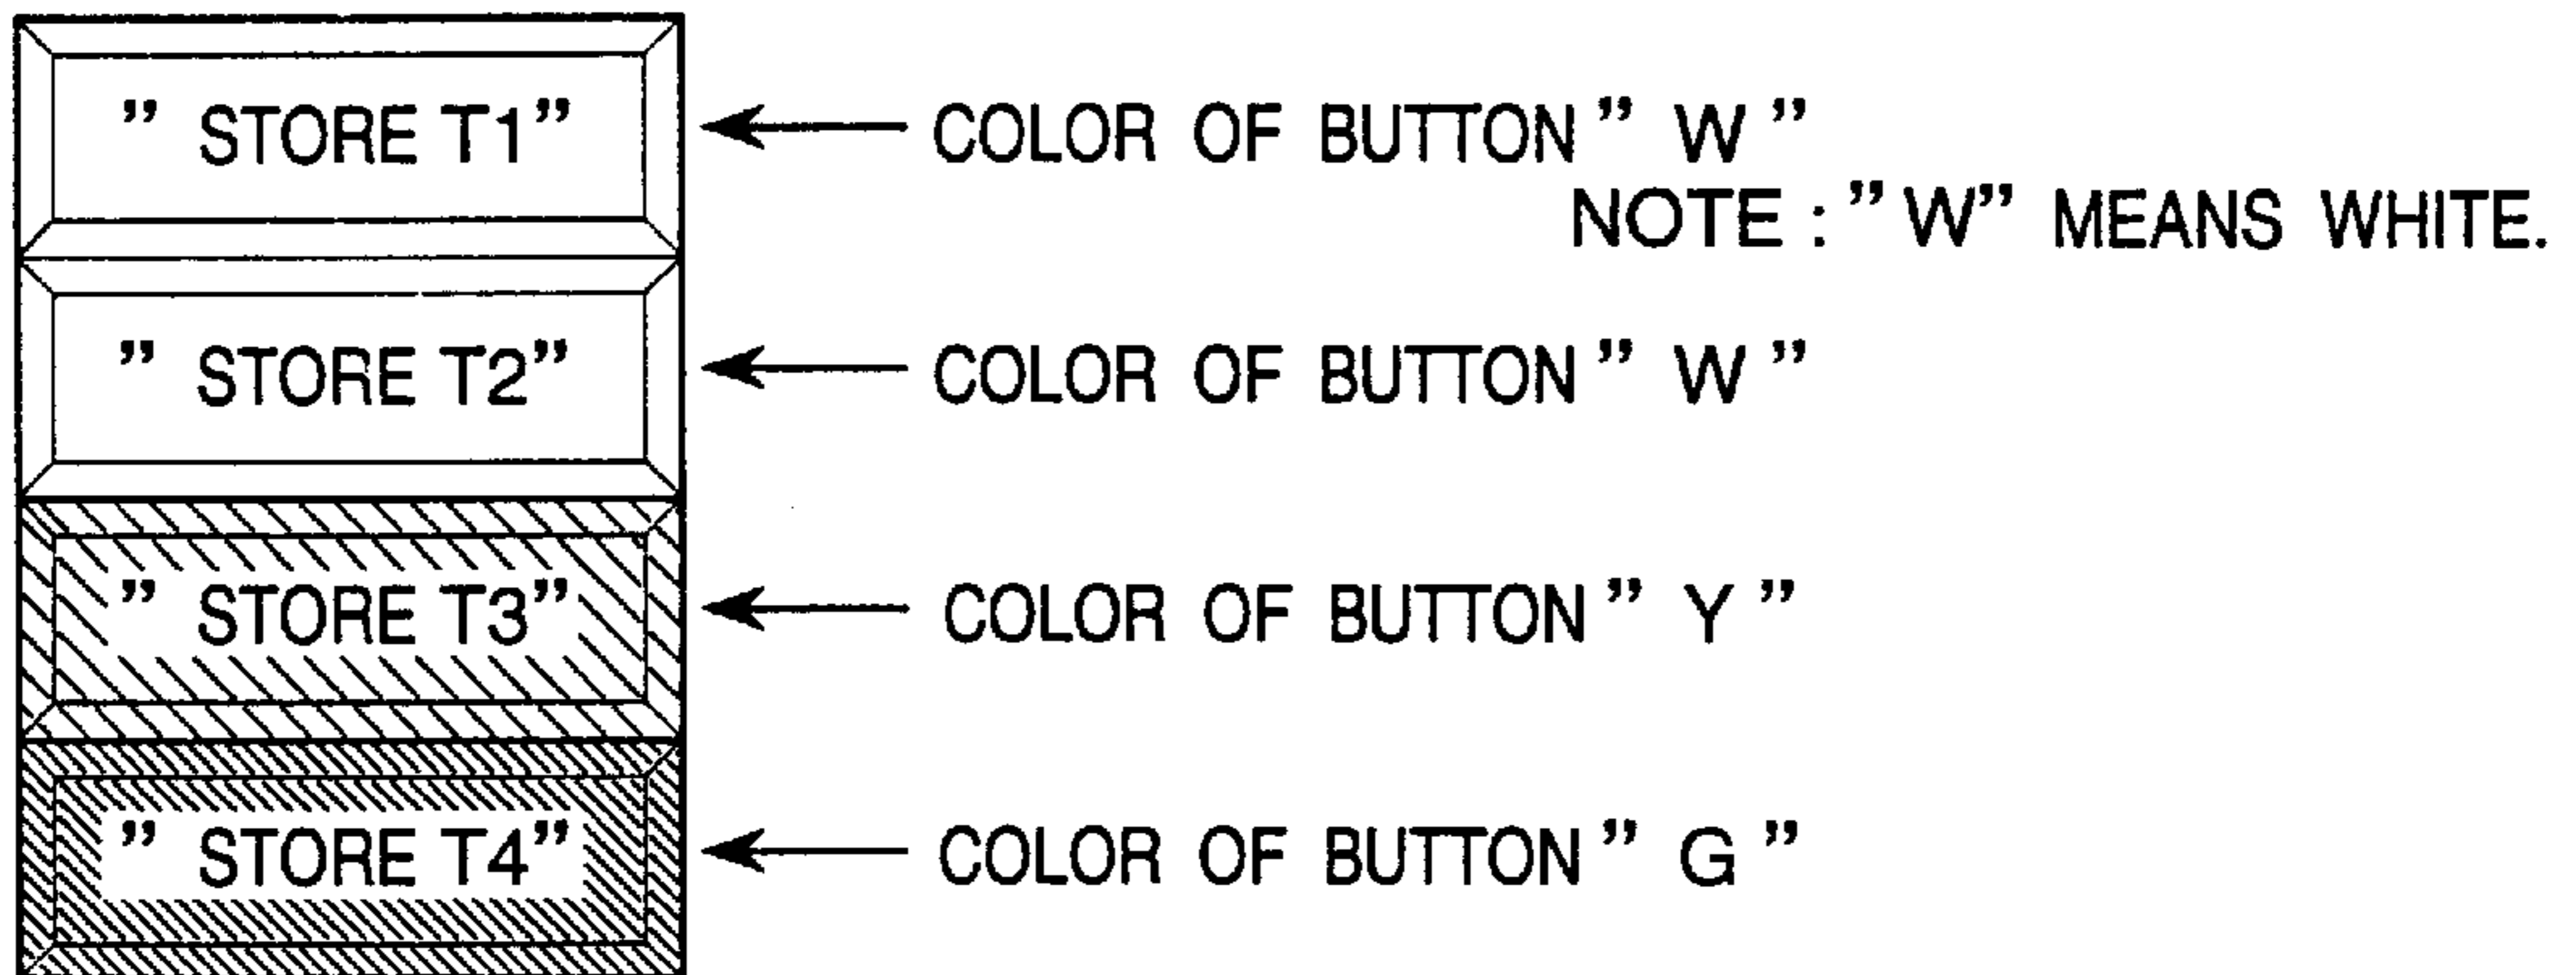 ” STORE T1” COLOR OF BUTTON ” W ”
NOTE : ” W” MEANS WHITE.
” STORE T2” COLOR OF BUTTON ” W ”
” STORE T3” COLOR OF BUTTON ” Y ”
” STORE T4” COLOR OF BUTTON ” G ”